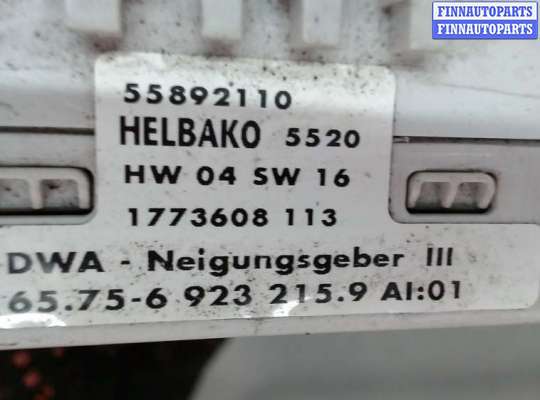 FINNAUTOPARTS
FINNAUTOPARTS
55892110
HELBAKO 5520
HW 04 SW 16
1773608 113
DWA - Neigungsgeber III
65.75-6 923 215.9 AI:01